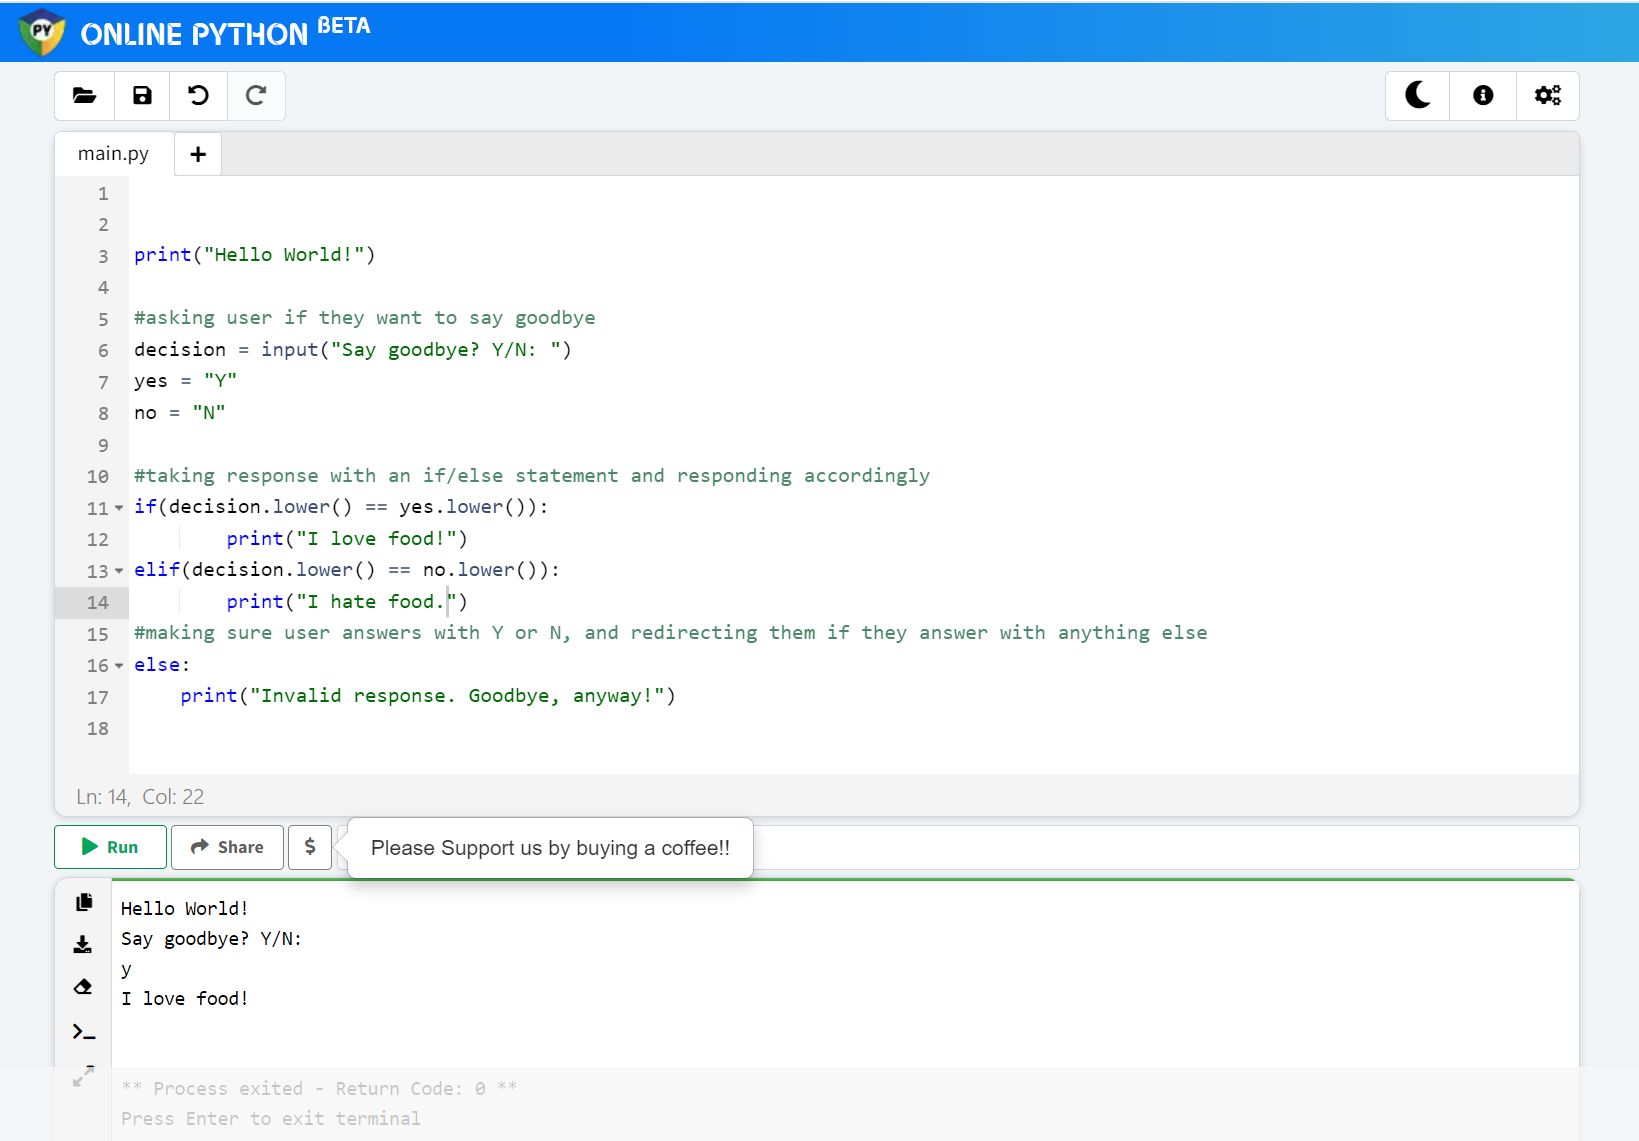 PY ONLINE PYTHON BETA
main.py +
1
2
3 print("Hello World!")
4
5 #asking user if they want to say goodbye
6 decision = input("Say goodbye? Y/N: ")
7 yes = "Y"
8 no = "N"
9
10 #taking response with an if/else statement and responding accordingly
11 if(decision.lower() == yes.lower()):
12         print("I love food!")
13 elif(decision.lower() == no.lower()):
14         print("I hate food.")
15 #making sure user answers with Y or N, and redirecting them if they answer with anything else
16 else:
17     print("Invalid response. Goodbye, anyway!")
18
Ln: 14, Col: 22
Run Share $ Please Support us by buying a coffee!!
Hello World!
Say goodbye? Y/N:
y
I love food!
** Process exited - Return Code: 0 **
Press Enter to exit terminal